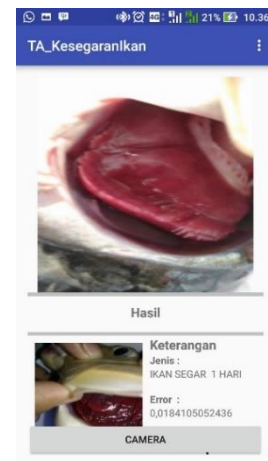 21% 10.36
TA_KesegaranIkan
Hasil
Keterangan
Jenis :
IKAN SEGAR 1 HARI
Error :
0,0184105052436
CAMERA